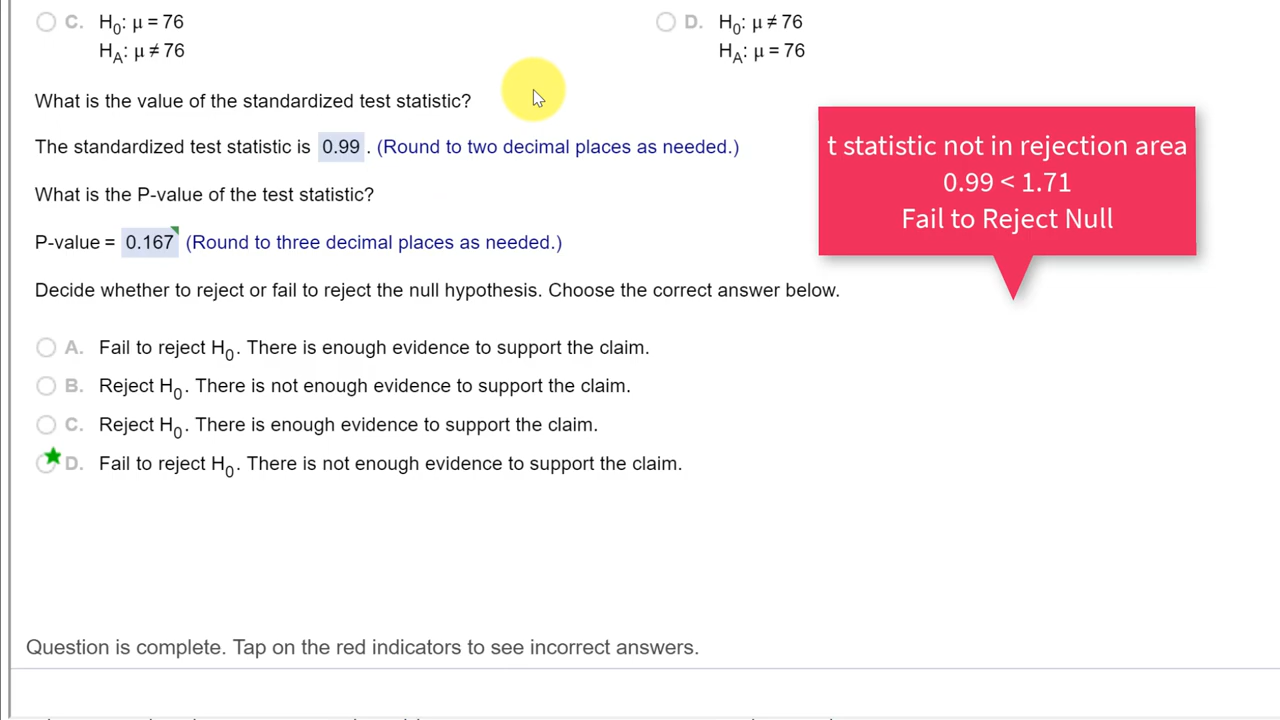 C. H0: μ = 76
HA: μ ≠ 76
D. H0: μ ≠ 76
HA: μ = 76
What is the value of the standardized test statistic?
The standardized test statistic is 0.99 . (Round to two decimal places as needed.)
What is the P-value of the test statistic?
P-value = 0.167 (Round to three decimal places as needed.)
t statistic not in rejection area
0.99 < 1.71
Fail to Reject Null
Decide whether to reject or fail to reject the null hypothesis. Choose the correct answer below.
A. Fail to reject H0. There is enough evidence to support the claim.
B. Reject H0. There is not enough evidence to support the claim.
C. Reject H0. There is enough evidence to support the claim.
D. Fail to reject H0. There is not enough evidence to support the claim.
Question is complete. Tap on the red indicators to see incorrect answers.